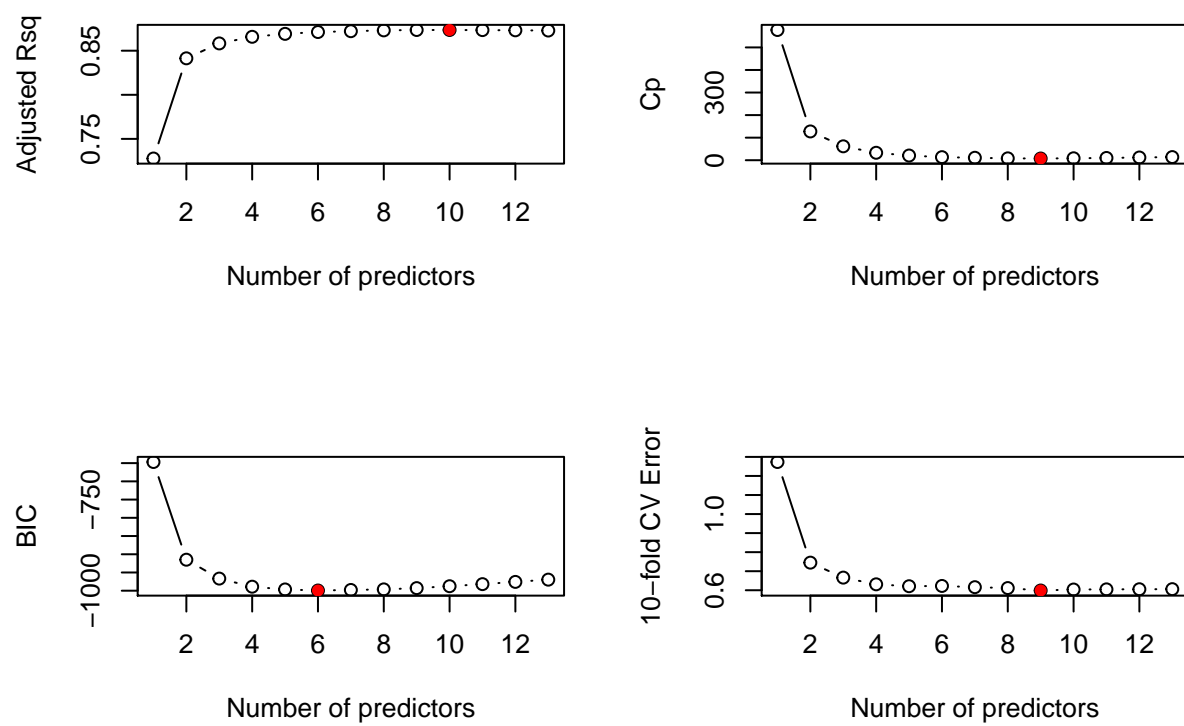 Adjusted Rsq
0.75 0.85
2 4 6 8 10 12
Number of predictors
Cp
0 300
2 4 6 8 10 12
Number of predictors
BIC
−1000 −750
2 4 6 8 10 12
Number of predictors
10−fold CV Error
0.6 1.0
2 4 6 8 10 12
Number of predictors